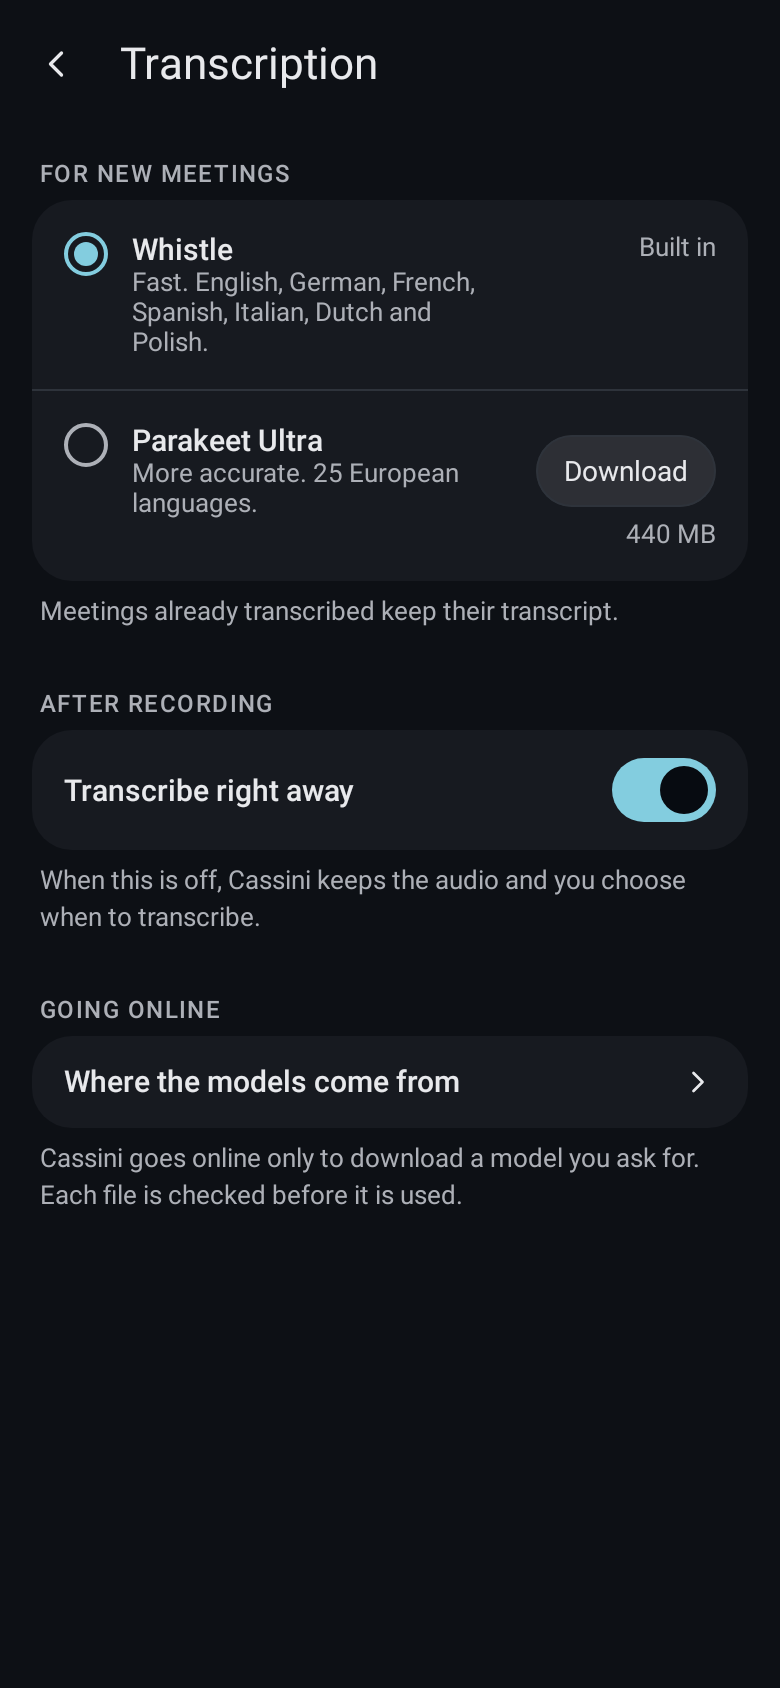 Transcription
FOR NEW MEETINGS
Whistle
Built in
Fast. English, German, French,
Spanish, Italian, Dutch and
Polish.
Parakeet Ultra
More accurate. 25 European
languages.
Download
440 MB
Meetings already transcribed keep their transcript.
AFTER RECORDING
Transcribe right away
When this is off, Cassini keeps the audio and you choose
when to transcribe.
GOING ONLINE
Where the models come from
Cassini goes online only to download a model you ask for.
Each file is checked before it is used.